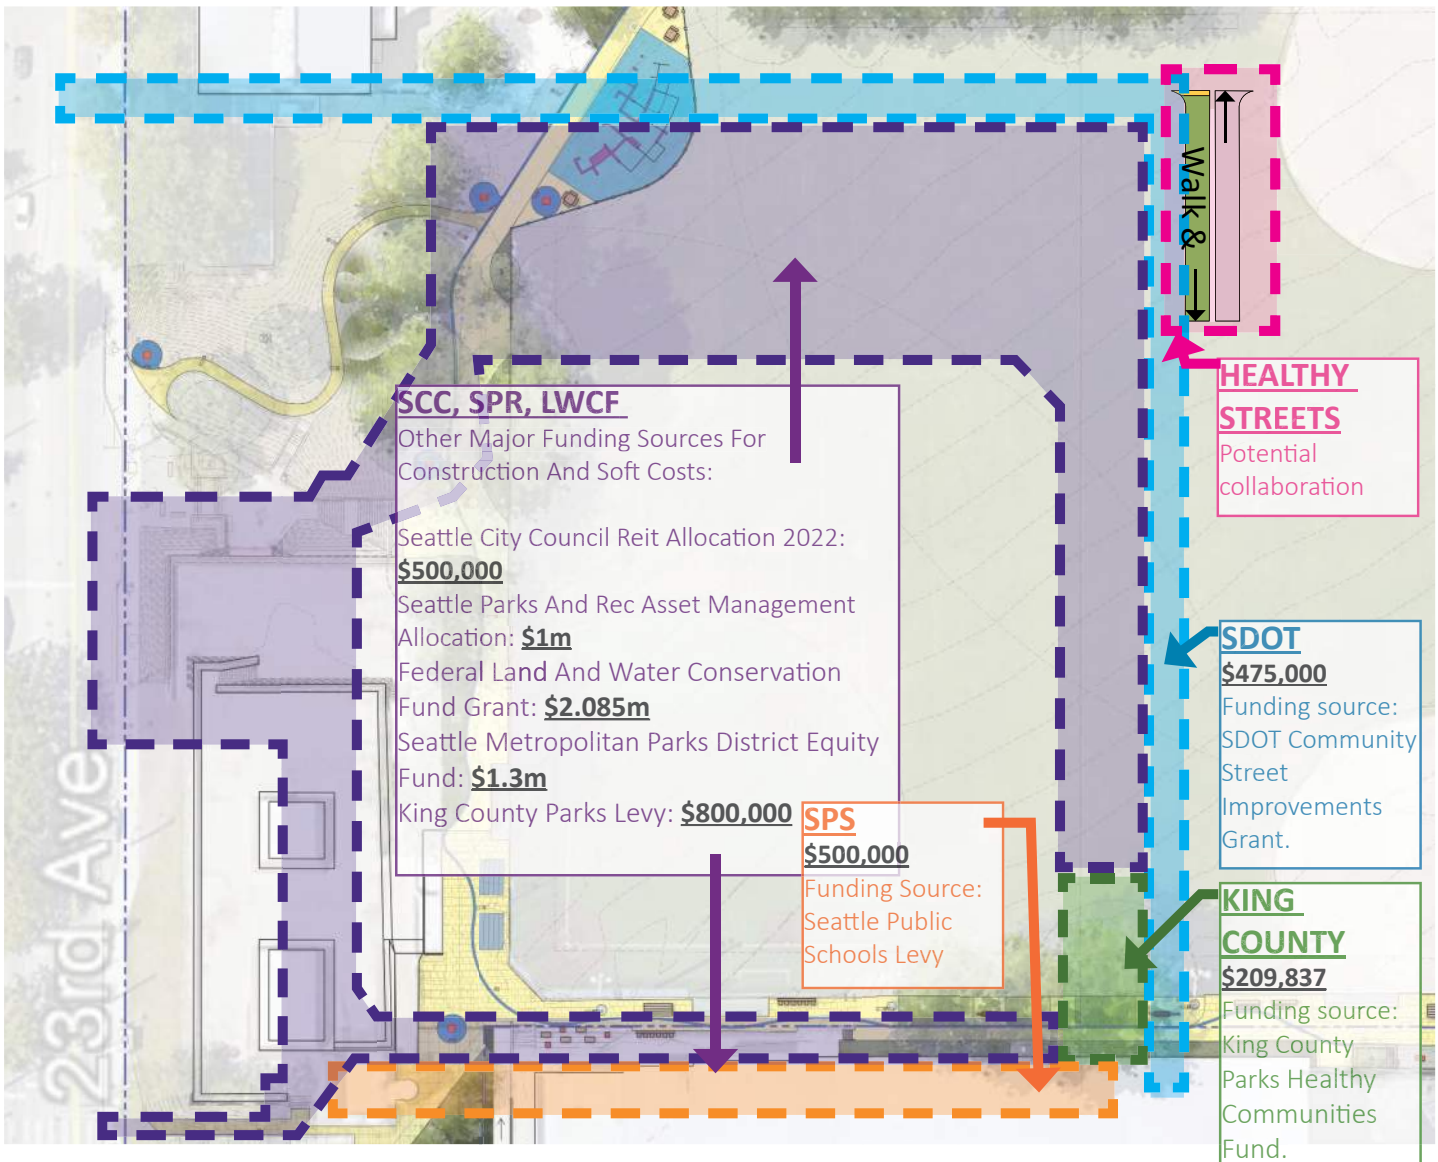 Walk &
HEALTHY
STREETS
Potential
collaboration
SCC, SPR, LWCF
Other Major Funding Sources For
Construction And Soft Costs:
Seattle City Council Reit Allocation 2022:
$500,000
Seattle Parks And Rec Asset Management
Allocation: $1m
Federal Land And Water Conservation
Fund Grant: $2.085m
Seattle Metropolitan Parks District Equity
Fund: $1.3m
King County Parks Levy: $800,000
SPS
$500,000
Funding Source:
Seattle Public
Schools Levy
SDOT
$475,000
Funding source:
SDOT Community
Street
Improvements
Grant.
KING
COUNTY
$209,837
Funding source:
King County
Parks Healthy
Communities
Fund.
23rd Ave